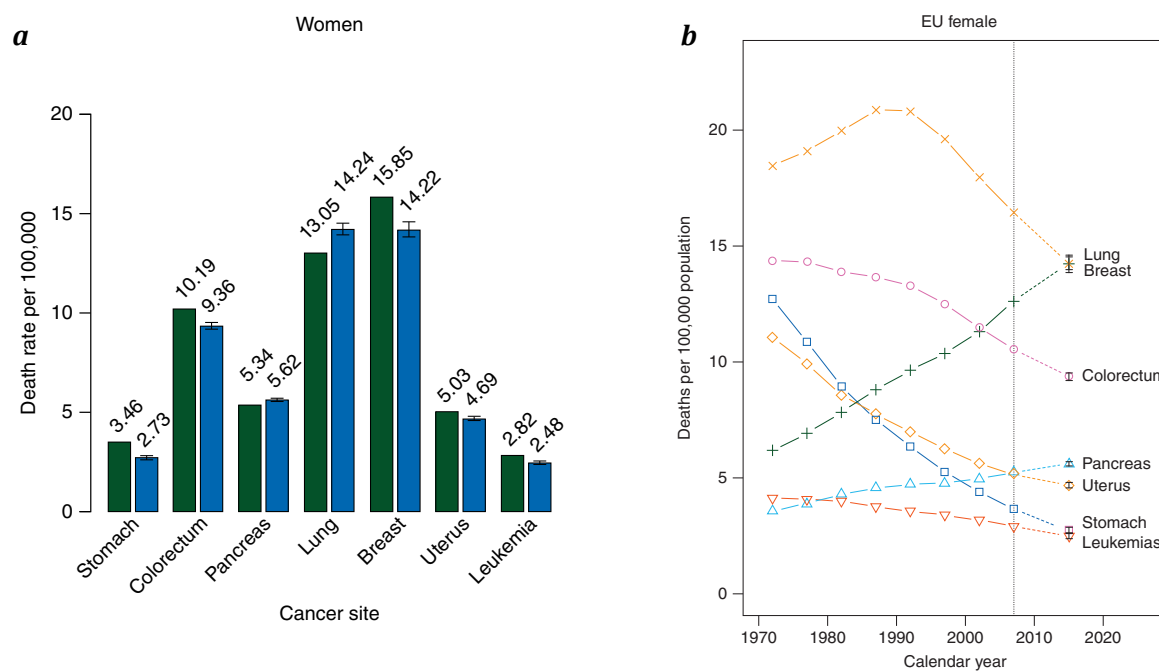 a
Women
Death rate per 100,000
20
15
10
5
0
3.46
2.73
10.19
9.36
5.34
5.62
13.05
14.24
15.85
14.22
5.03
4.69
2.82
2.48
Stomach
Colorectum
Pancreas
Lung
Breast
Uterus
Leukemia
Cancer site
b
EU female
Deaths per 100,000 population
20
15
10
5
0
Lung
Breast
Colorectum
Pancreas
Uterus
Stomach
Leukemias
1970 1980 1990 2000 2010 2020
Calendar year